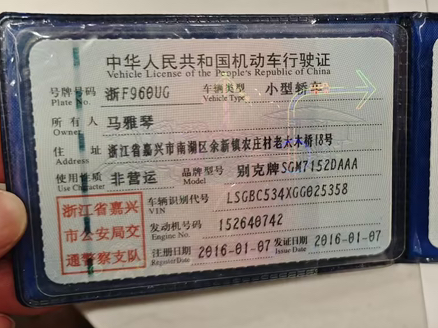 中华人民共和国机动车行驶证
Vehicle License of the People's Republic of China
号牌号码 浙F960UG 车辆类型 小型轿车
Plate No. Vehicle Type
所有人 马雅琴
Owner
住址 浙江省嘉兴市南湖区余新镇农庄村老大木桥18号
Address
使用性质 非营运 品牌型号 别克牌SGM7152DAAA
Use Character Model
车辆识别代号 LSGBC534XGG025358
VIN
发动机号码 152640742
Engine No.
注册日期 2016-01-07 发证日期 2016-01-07
Register Date Issue Date
浙江省嘉兴
市公安局交
通警察支队